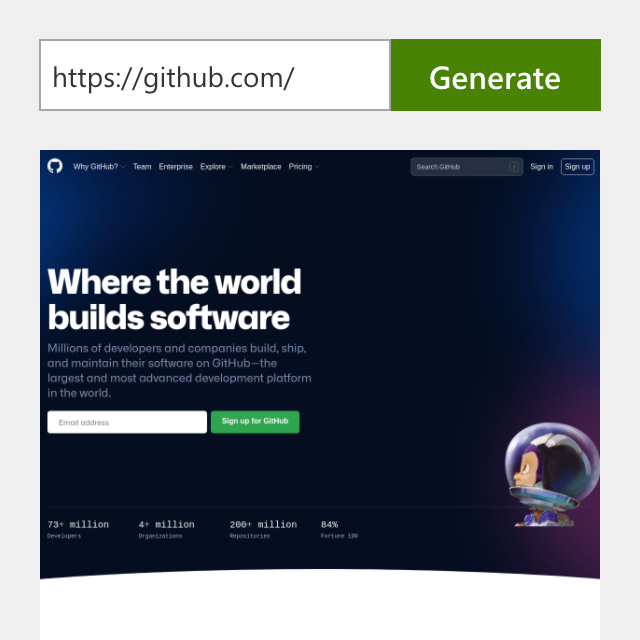 https://github.com/
Generate
Why GitHub? Team Enterprise Explore Marketplace Pricing Search GitHub / Sign in Sign up
Where the world
builds software
Millions of developers and companies build, ship,
and maintain their software on GitHub—the
largest and most advanced development platform
in the world.
Email address
Sign up for GitHub
73+ million 4+ million 200+ million 84%
Developers Organizations Repositories Fortune 100